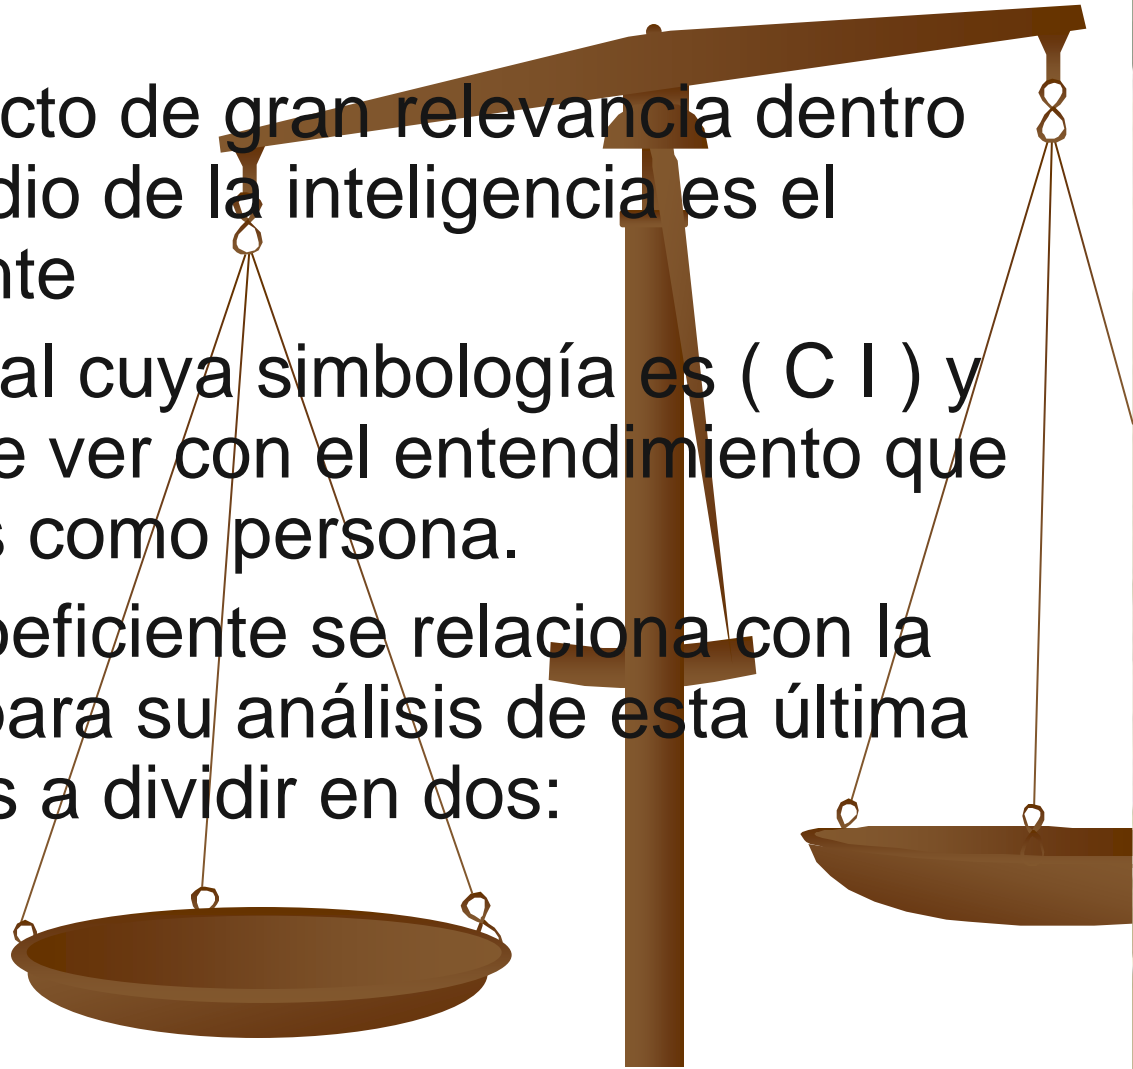 cto de gran relevancia dentro
dio de la inteligencia es el
nte
al cuya simbología es ( C I ) y
e ver con el entendimiento que
s como persona.
oeficiente se relaciona con la
para su análisis de esta última
s a dividir en dos: